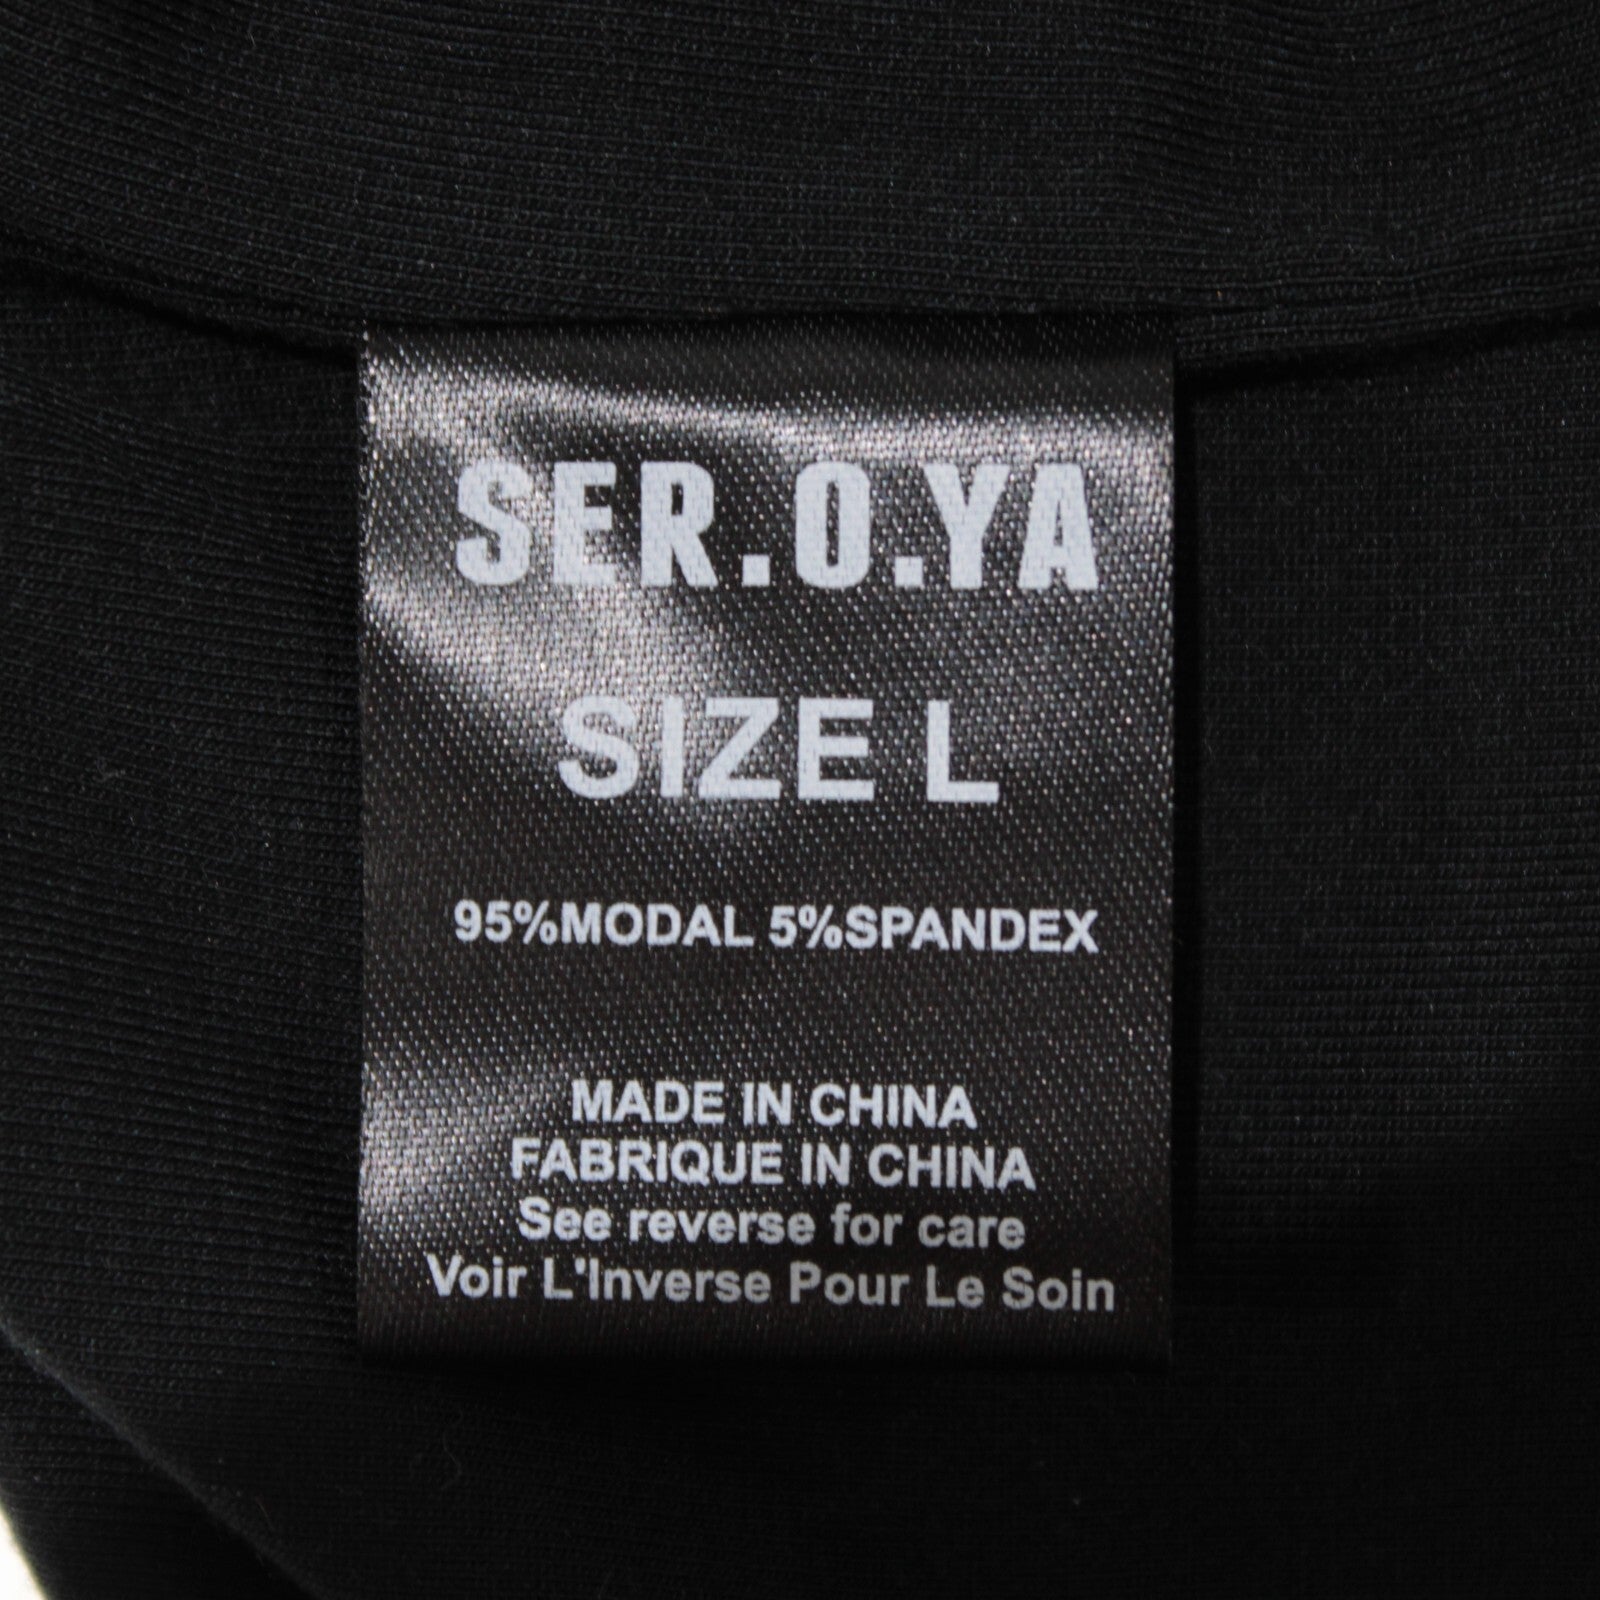 SER.O.YA
SIZE L
95%MODAL 5%SPANDEX
MADE IN CHINA
FABRIQUE IN CHINA
See reverse for care
Voir L'Inverse Pour Le Soin